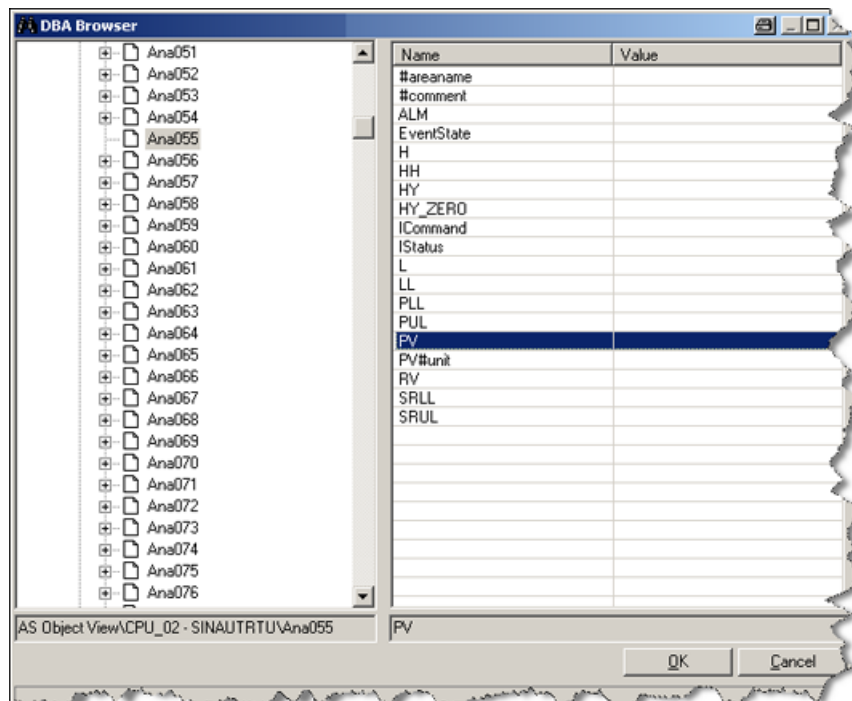 DBA Browser
Ana051
Ana052
Ana053
Ana054
Ana055
Ana056
Ana057
Ana058
Ana059
Ana060
Ana061
Ana062
Ana063
Ana064
Ana065
Ana066
Ana067
Ana068
Ana069
Ana070
Ana071
Ana072
Ana073
Ana074
Ana075
Ana076
AS Object View\CPU_02 - SINAUTRTU\Ana055
Name Value
#areaname
#comment
ALM
EventState
H
HH
HY
HY_ZERO
ICommand
IStatus
L
LL
PLL
PUL
PV
PV#unit
RV
SRLL
SRUL
PV
OK Cancel